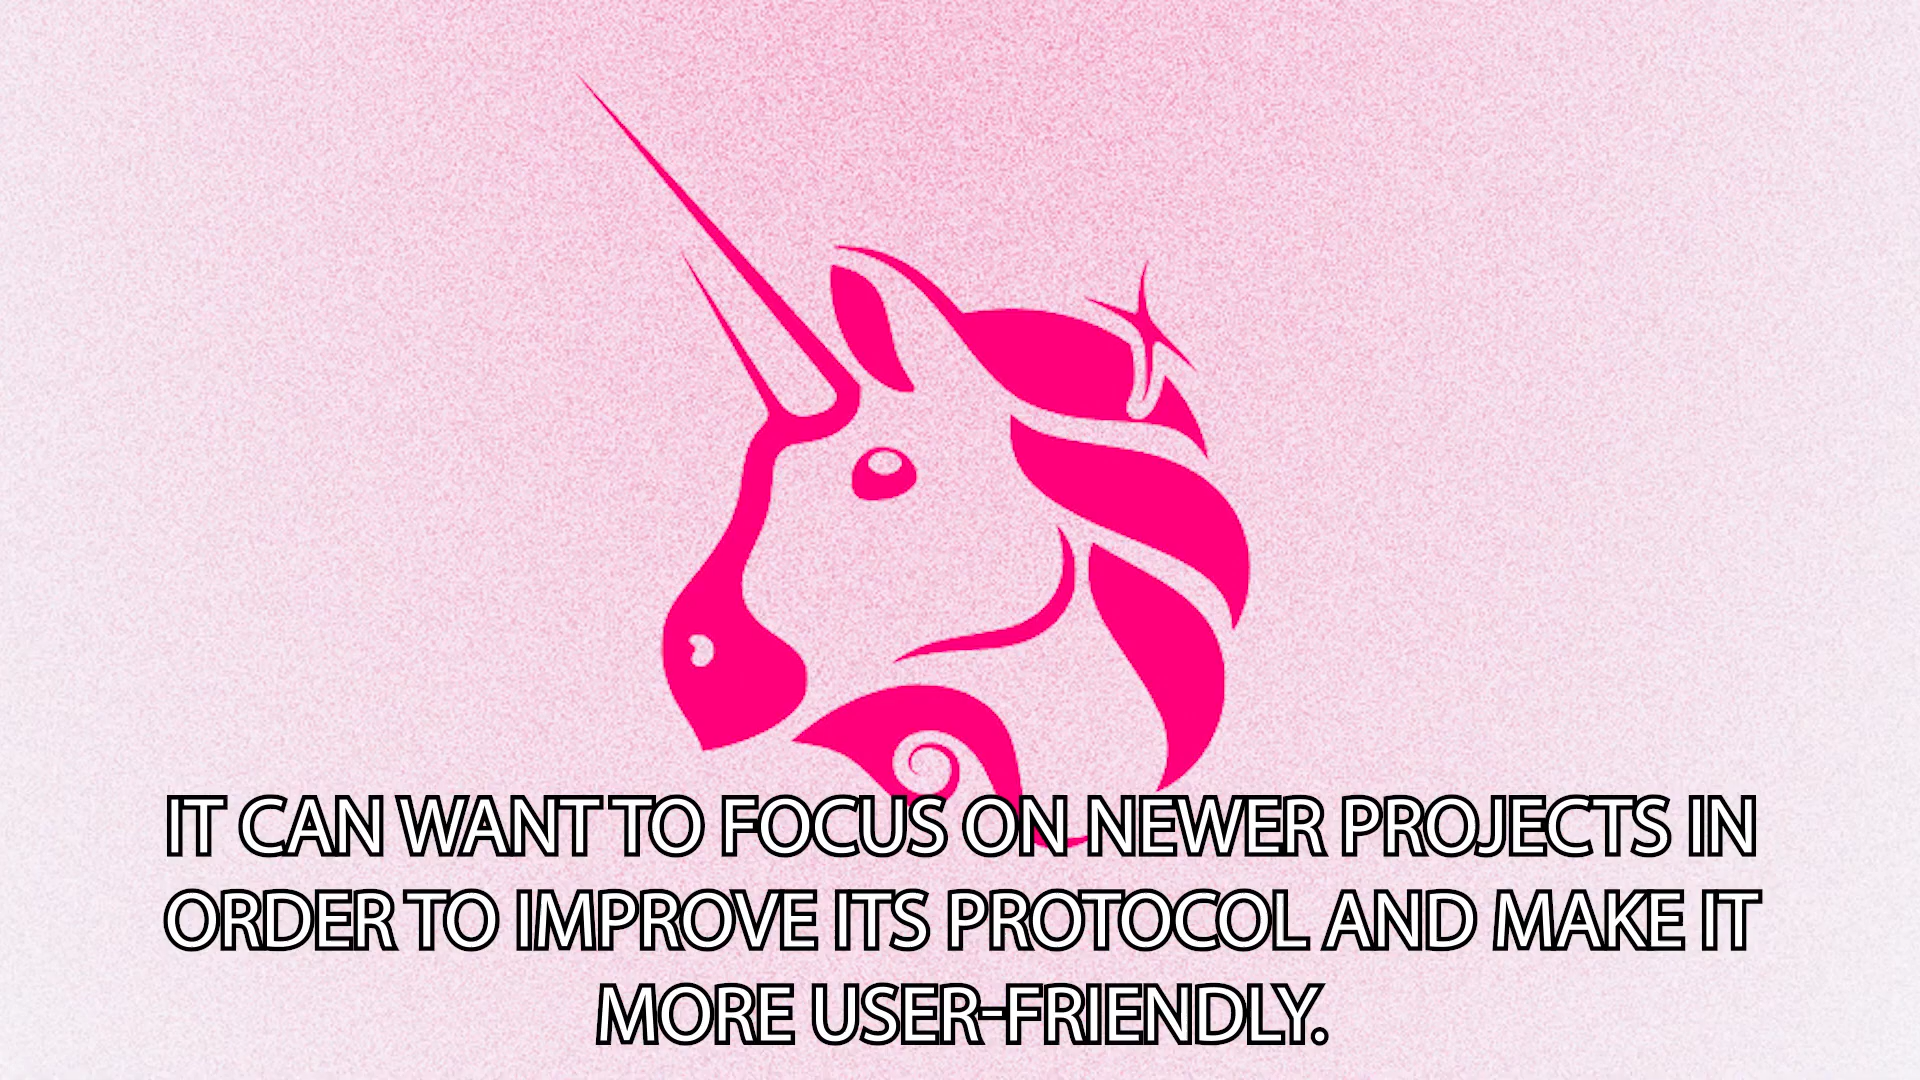 IT CAN WANT TO FOCUS ON NEWER PROJECTS IN
ORDER TO IMPROVE ITS PROTOCOL AND MAKE IT
MORE USER-FRIENDLY.